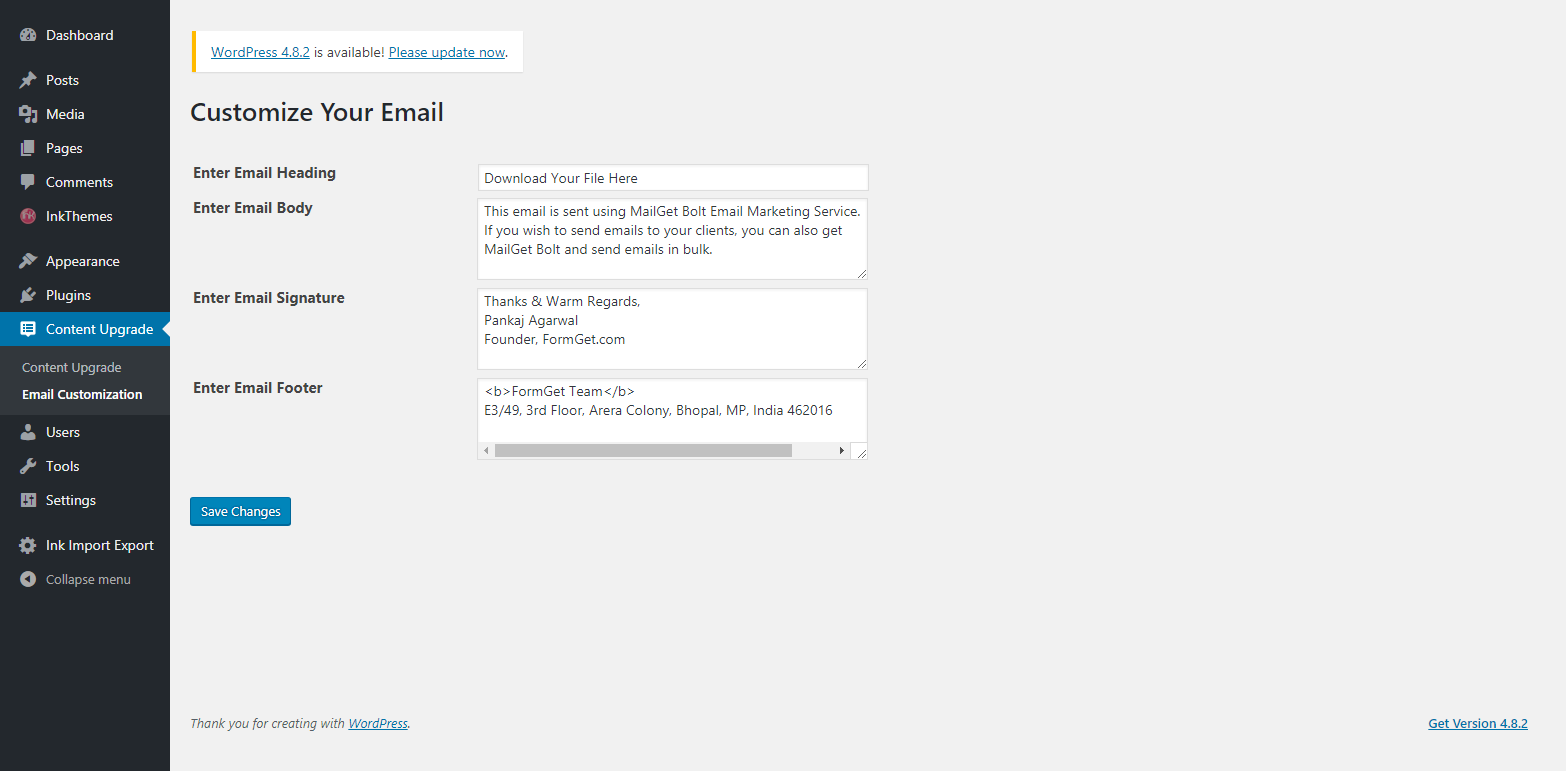 Dashboard
Posts
Media
Pages
Comments
InkThemes
Appearance
Plugins
Content Upgrade
Content Upgrade
Email Customization
Users
Tools
Settings
Ink Import Export
Collapse menu
WordPress 4.8.2 is available! Please update now.
Customize Your Email
Enter Email Heading
Download Your File Here
Enter Email Body
This email is sent using MailGet Bolt Email Marketing Service.
If you wish to send emails to your clients, you can also get
MailGet Bolt and send emails in bulk.
Enter Email Signature
Thanks & Warm Regards,
Pankaj Agarwal
Founder, FormGet.com
Enter Email Footer
<b>FormGet Team</b>
E3/49, 3rd Floor, Arera Colony, Bhopal, MP, India 462016
Save Changes
Thank you for creating with WordPress.
Get Version 4.8.2